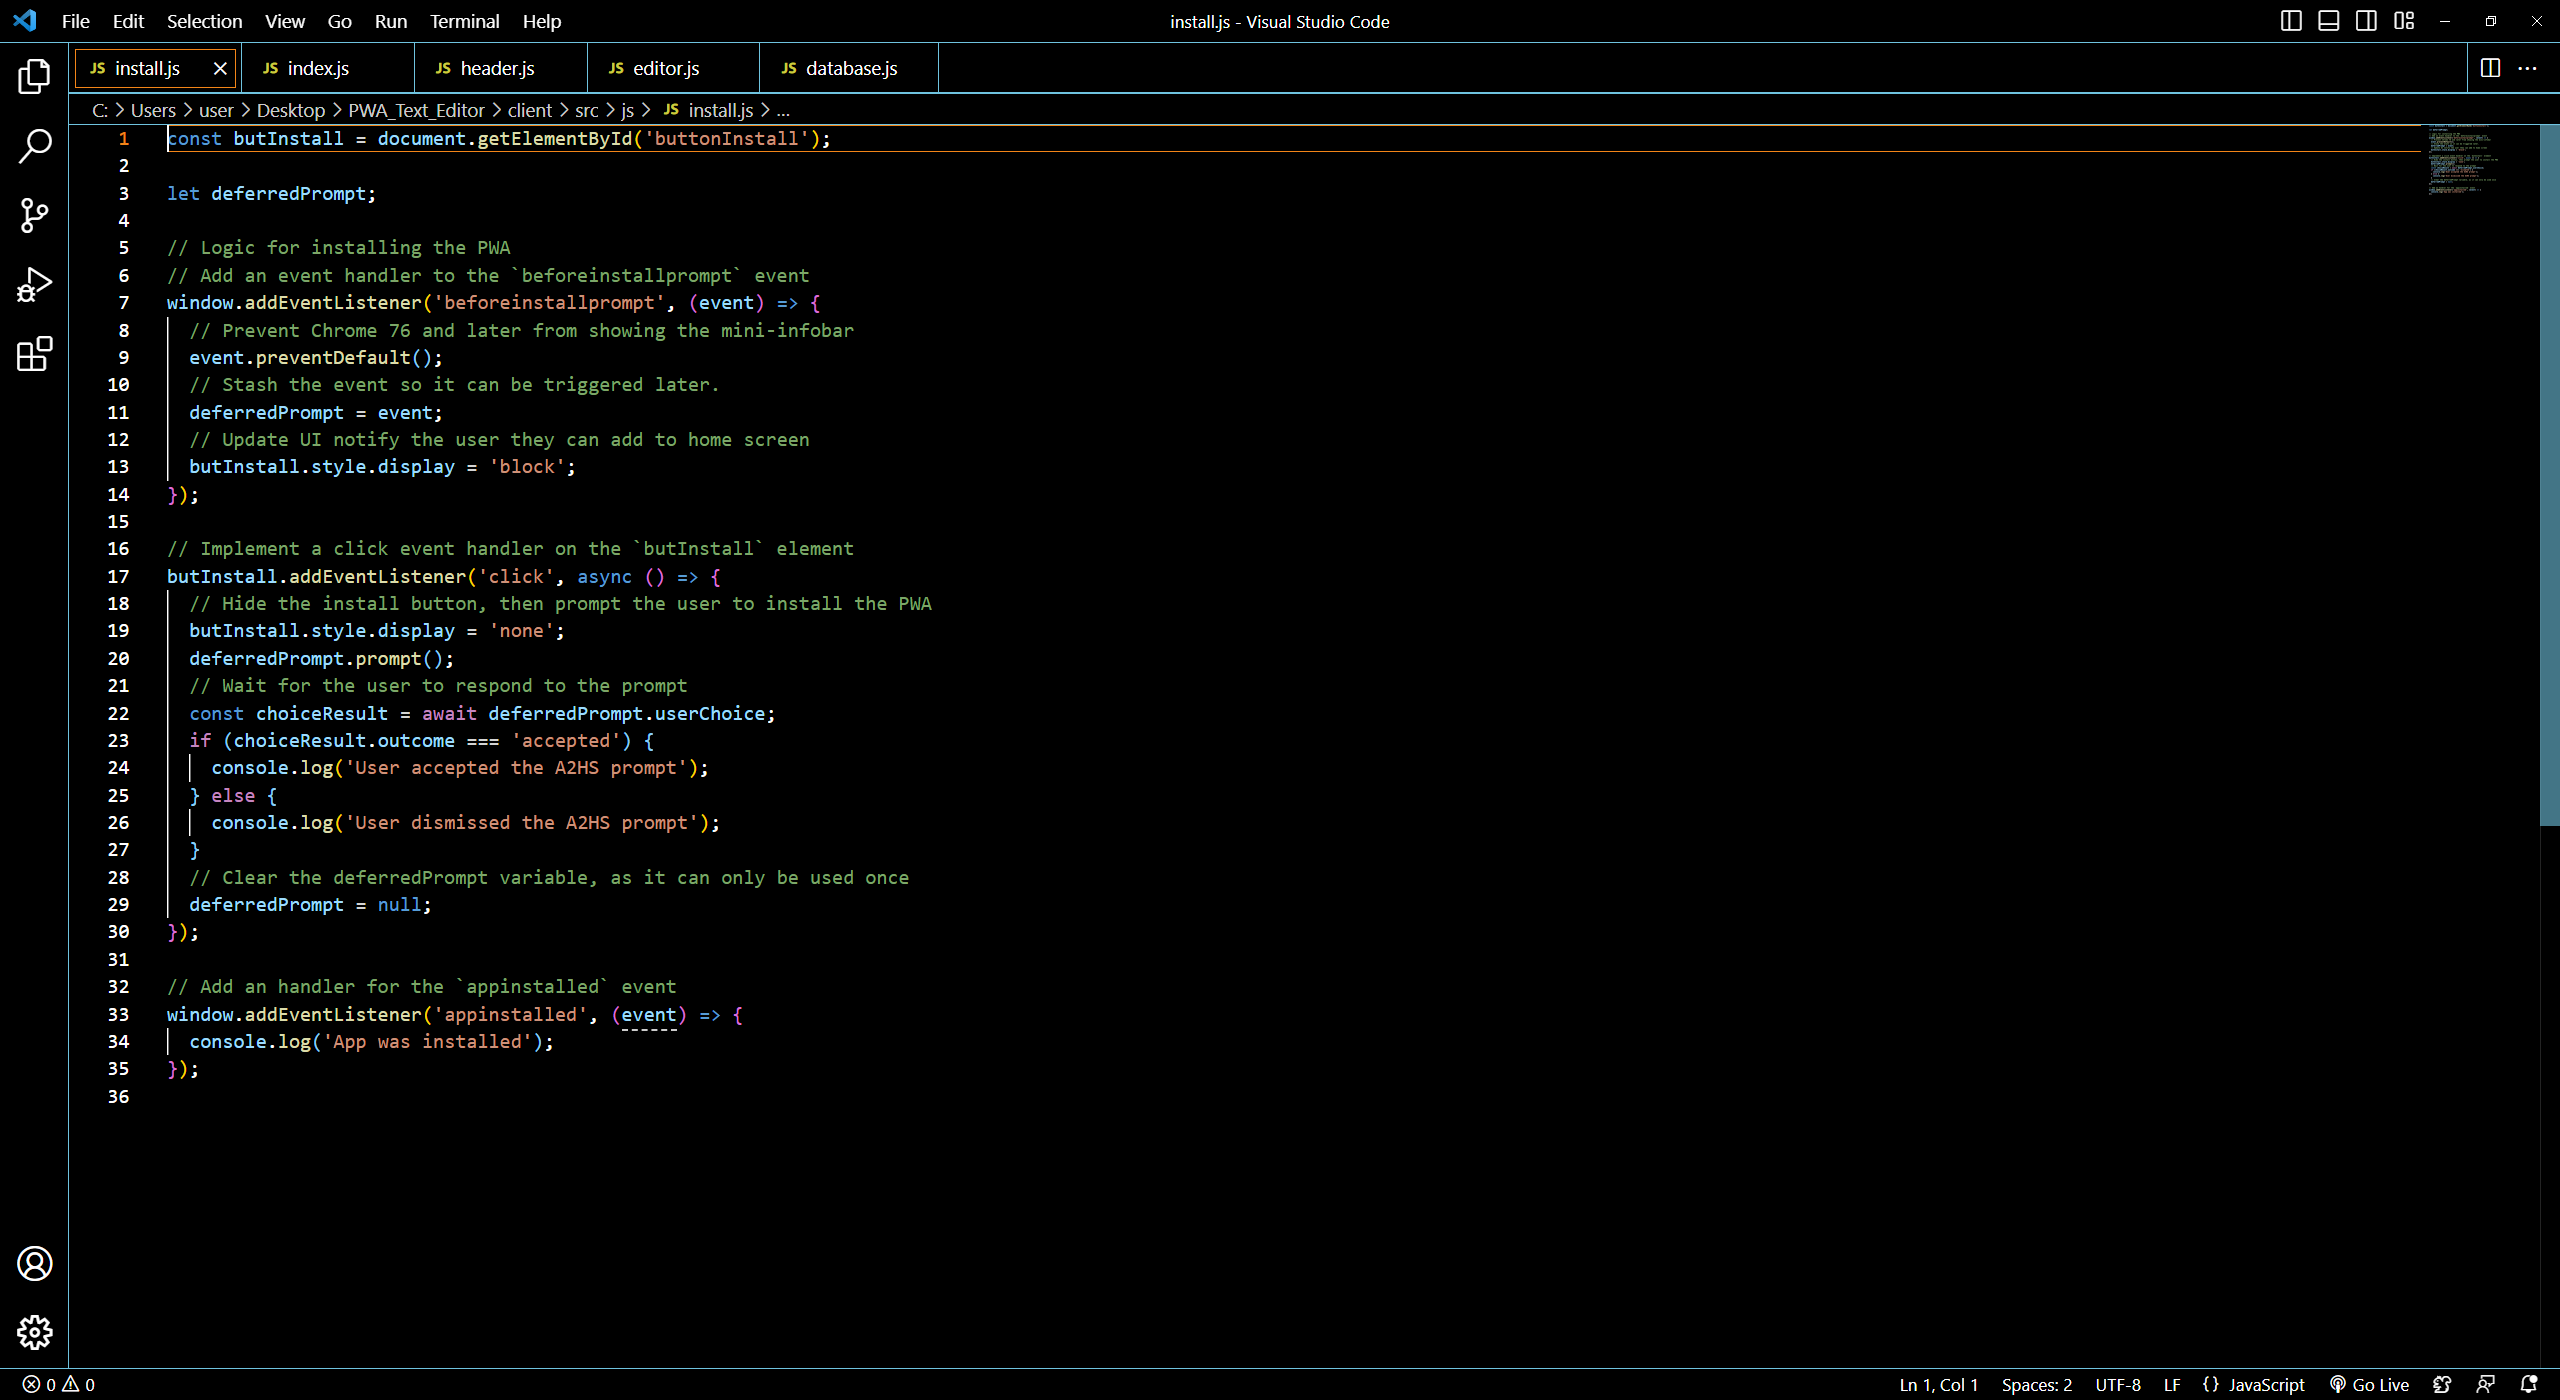 File Edit Selection View Go Run Terminal Help
install.js - Visual Studio Code
JS install.js
JS index.js
JS header.js
JS editor.js
JS database.js
C: > Users > user > Desktop > PWA_Text_Editor > client > src > js > JS install.js > ...
1 const butInstall = document.getElementById('buttonInstall');
2
3 let deferredPrompt;
4
5 // Logic for installing the PWA
6 // Add an event handler to the `beforeinstallprompt` event
7 window.addEventListener('beforeinstallprompt', (event) => {
8   // Prevent Chrome 76 and later from showing the mini-infobar
9   event.preventDefault();
10   // Stash the event so it can be triggered later.
11   deferredPrompt = event;
12   // Update UI notify the user they can add to home screen
13   butInstall.style.display = 'block';
14 });
15
16 // Implement a click event handler on the `butInstall` element
17 butInstall.addEventListener('click', async () => {
18   // Hide the install button, then prompt the user to install the PWA
19   butInstall.style.display = 'none';
20   deferredPrompt.prompt();
21   // Wait for the user to respond to the prompt
22   const choiceResult = await deferredPrompt.userChoice;
23   if (choiceResult.outcome === 'accepted') {
24     console.log('User accepted the A2HS prompt');
25   } else {
26     console.log('User dismissed the A2HS prompt');
27   }
28   // Clear the deferredPrompt variable, as it can only be used once
29   deferredPrompt = null;
30 });
31
32 // Add an handler for the `appinstalled` event
33 window.addEventListener('appinstalled', (event) => {
34   console.log('App was installed');
35 });
36
0 0
Ln 1, Col 1 Spaces: 2 UTF-8 LF {} JavaScript Go Live